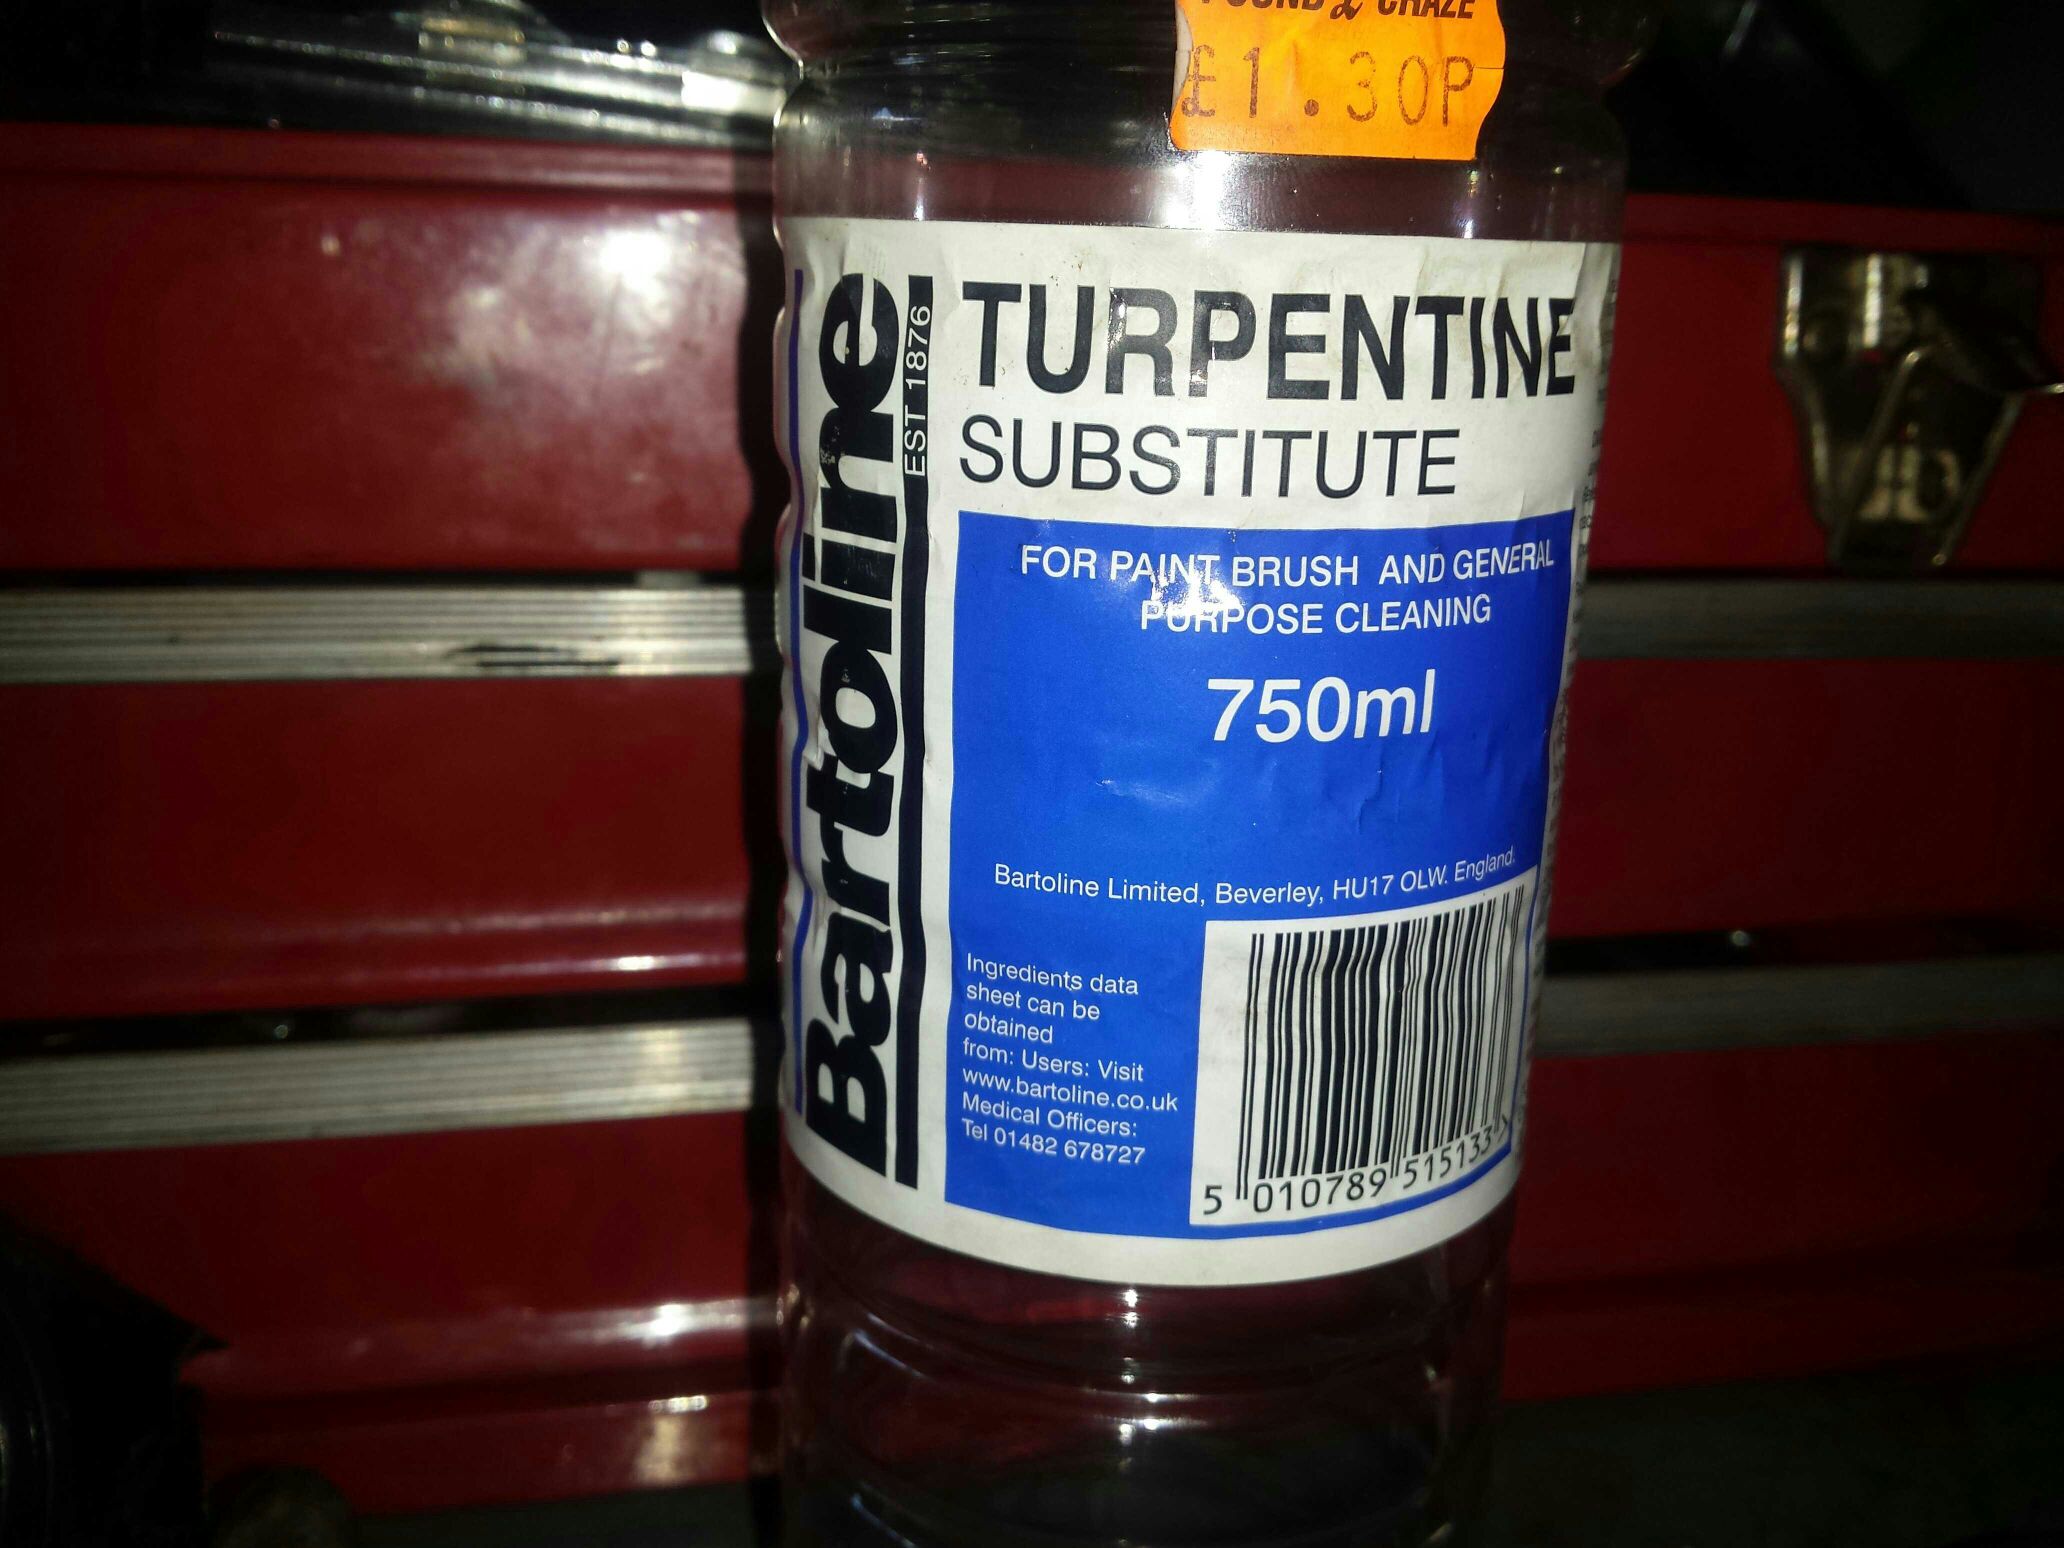 £ CRAZE
£1.30P
Bartoline
EST 1876
TURPENTINE
SUBSTITUTE
FOR PAINT BRUSH AND GENERAL
PURPOSE CLEANING
750ml
Bartoline Limited, Beverley, HU17 OLW. England.
Ingredients data
sheet can be
obtained
from: Users: Visit
www.bartoline.co.uk
Medical Officers:
Tel 01482 678727
5 010789 515133 >